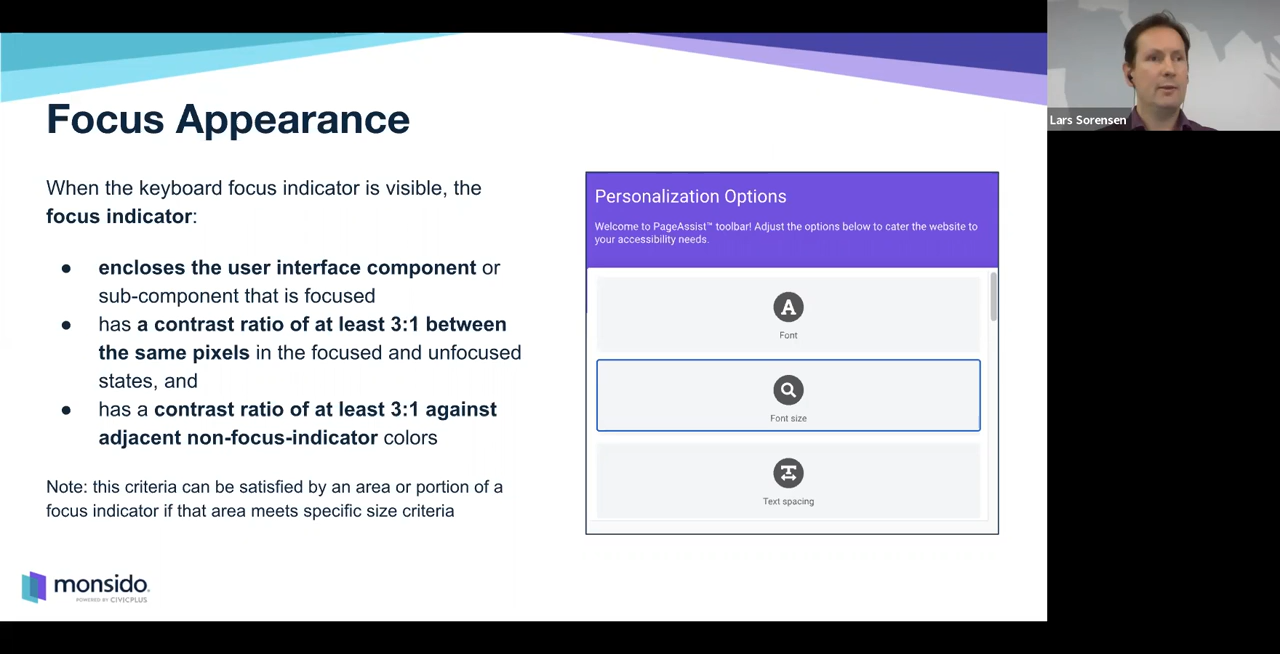 Focus Appearance
When the keyboard focus indicator is visible, the
focus indicator:
● encloses the user interface component or
sub-component that is focused
● has a contrast ratio of at least 3:1 between
the same pixels in the focused and unfocused
states, and
● has a contrast ratio of at least 3:1 against
adjacent non-focus-indicator colors
Note: this criteria can be satisfied by an area or portion of a
focus indicator if that area meets specific size criteria
Personalization Options
Welcome to PageAssist™ toolbar! Adjust the options below to cater the website to
your accessibility needs.
A
Font
Font size
T
Text spacing
monsido.
POWERED BY CIVICPLUS
Lars Sorensen